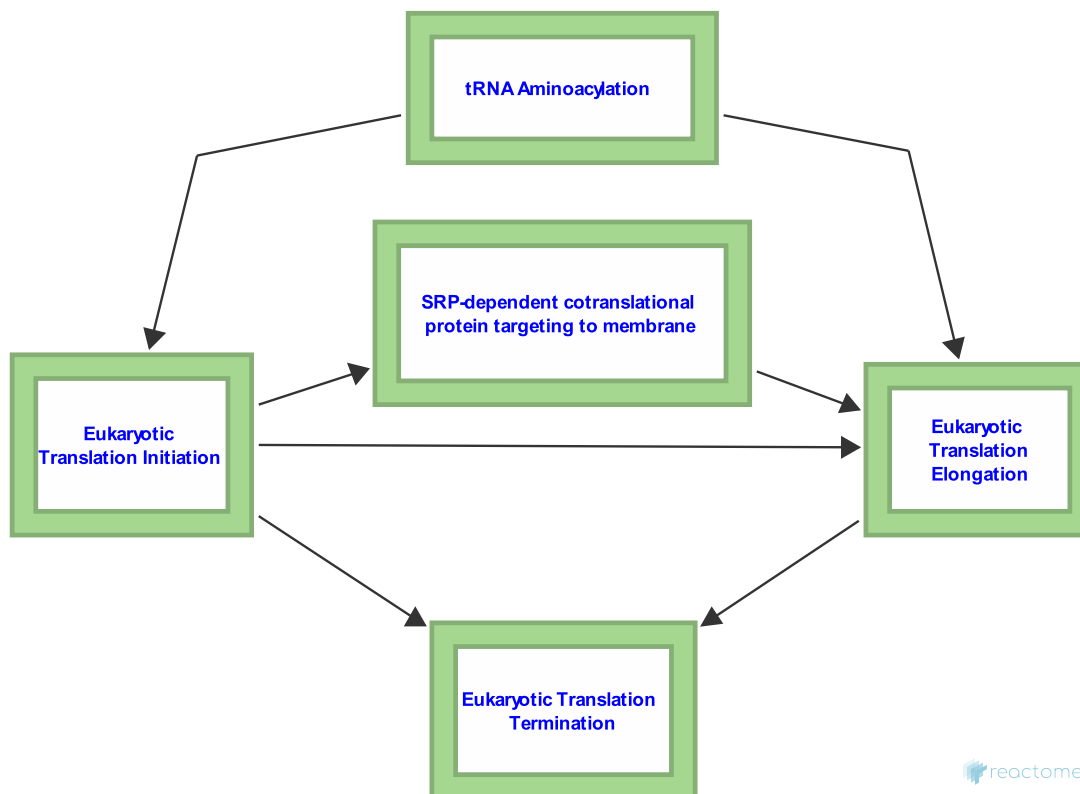 tRNA Aminoacylation
SRP-dependent cotranslational
protein targeting to membrane
Eukaryotic
Translation Initiation
Eukaryotic
Translation
Elongation
Eukaryotic Translation
Termination
reactome